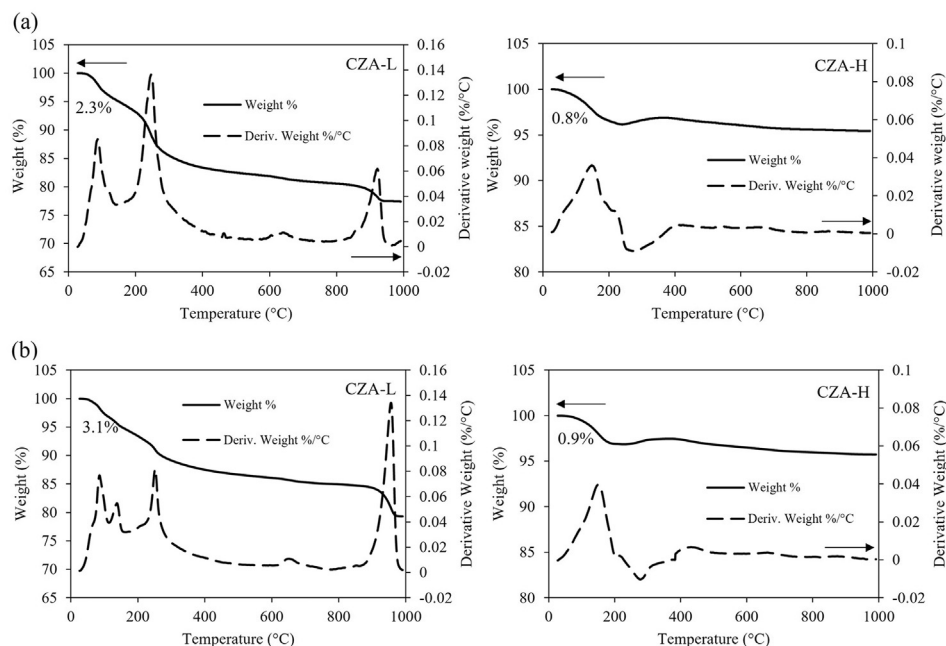 (a)
105
100
95
90
85
80
75
70
65
0.16
0.14
0.12
0.1
0.08
0.06
0.04
0.02
0
-0.02
0 200 400 600 800 1000
Weight (%)
Derivative weight (%/°C)
Temperature (°C)
CZA-L
2.3%
Weight %
Deriv. Weight %/°C
105
100
95
90
85
80
0.1
0.08
0.06
0.04
0.02
0
-0.02
0 200 400 600 800 1000
Weight (%)
Derivative weight (%/°C)
Temperature (°C)
CZA-H
0.8%
Weight %
Deriv. Weight %/°C
(b)
105
100
95
90
85
80
75
70
65
0.16
0.14
0.12
0.1
0.08
0.06
0.04
0.02
0
-0.02
0 200 400 600 800 1000
Weight (%)
Derivative Weight (%/°C)
Temperature (°C)
CZA-L
3.1%
Weight %
Deriv. Weight %/°C
105
100
95
90
85
80
0.1
0.08
0.06
0.04
0.02
0
-0.02
0 200 400 600 800 1000
Weight (%)
Derivative Weight (%/°C)
Temperature (°C)
CZA-H
0.9%
Weight %
Deriv. Weight %/°C